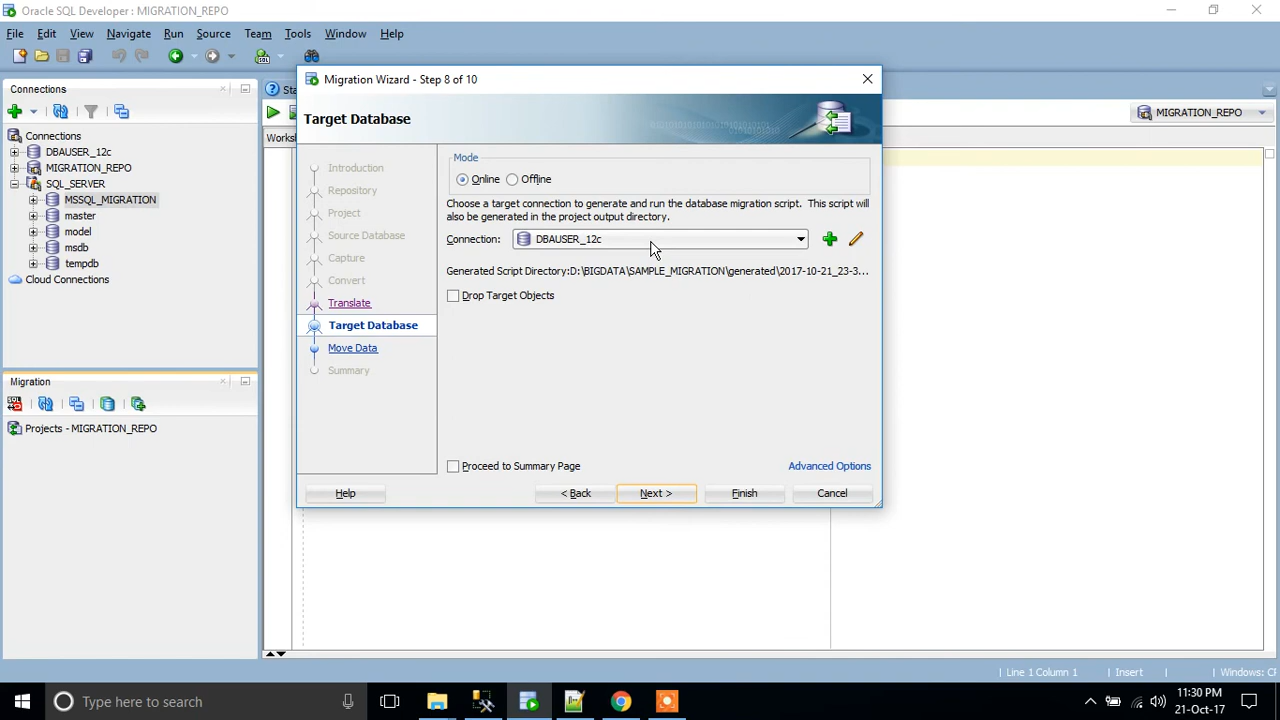 Oracle SQL Developer : MIGRATION_REPO
File Edit View Navigate Run Source Team Tools Window Help
Connections
Connections
DBAUSER_12c
MIGRATION_REPO
SQL_SERVER
MSSQL_MIGRATION
master
model
msdb
tempdb
Cloud Connections
Migration
Projects - MIGRATION_REPO
MIGRATION_REPO
Migration Wizard - Step 8 of 10
Target Database
Introduction
Repository
Project
Source Database
Capture
Convert
Translate
Target Database
Move Data
Summary
Mode
Online Offline
Choose a target connection to generate and run the database migration script. This script will
also be generated in the project output directory.
Connection: DBAUSER_12c
Generated Script Directory:D:\BIGDATA\SAMPLE_MIGRATION\generated\2017-10-21_23-3...
Drop Target Objects
Proceed to Summary Page Advanced Options
Help < Back Next > Finish Cancel
Line 1 Column 1 Insert Windows: CF
Type here to search
11:30 PM
21-Oct-17